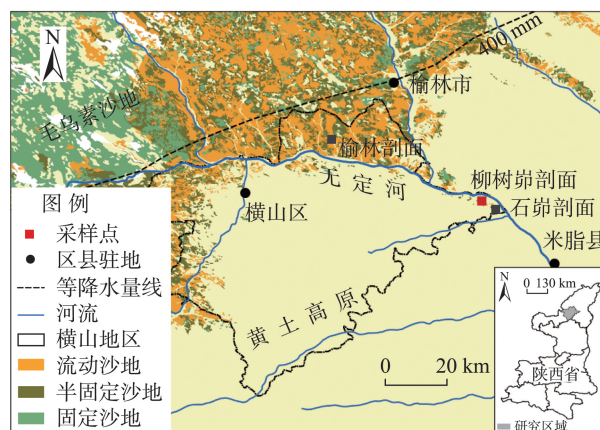 N
400 mm
榆林市
毛乌素沙地
榆林剖面
无定河
柳树峁剖面
石峁剖面
横山区
米脂县
黄土高原
0 20 km
图例
采样点
区县驻地
等降水量线
河流
横山地区
流动沙地
半固定沙地
固定沙地
N
0 130 km
陕西省
研究区域